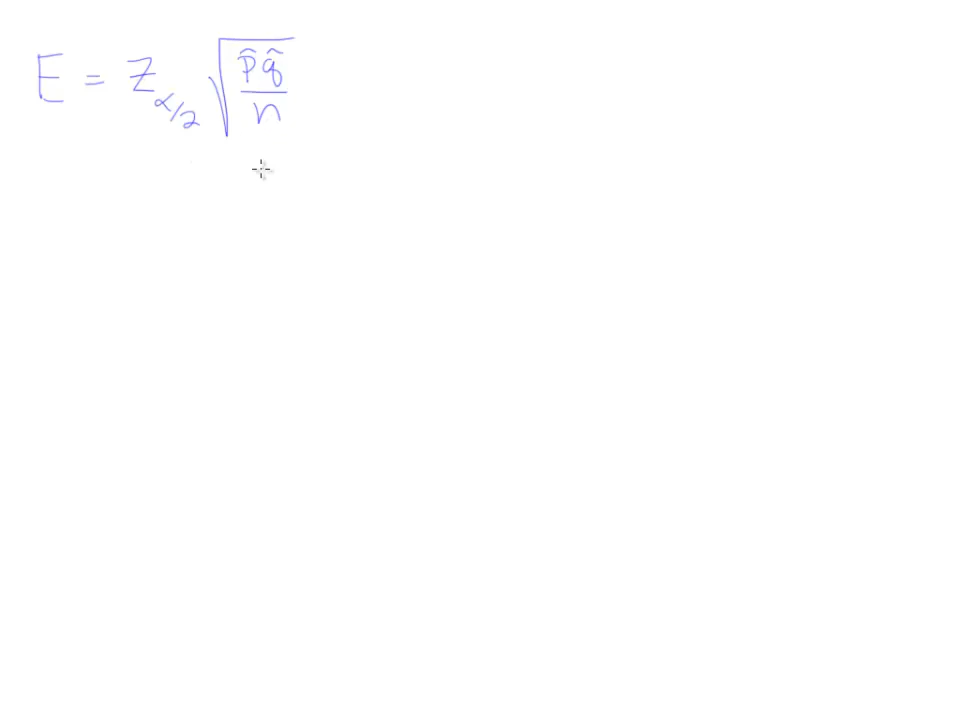 E = Z_{α/2} √(p̂q̂/n)